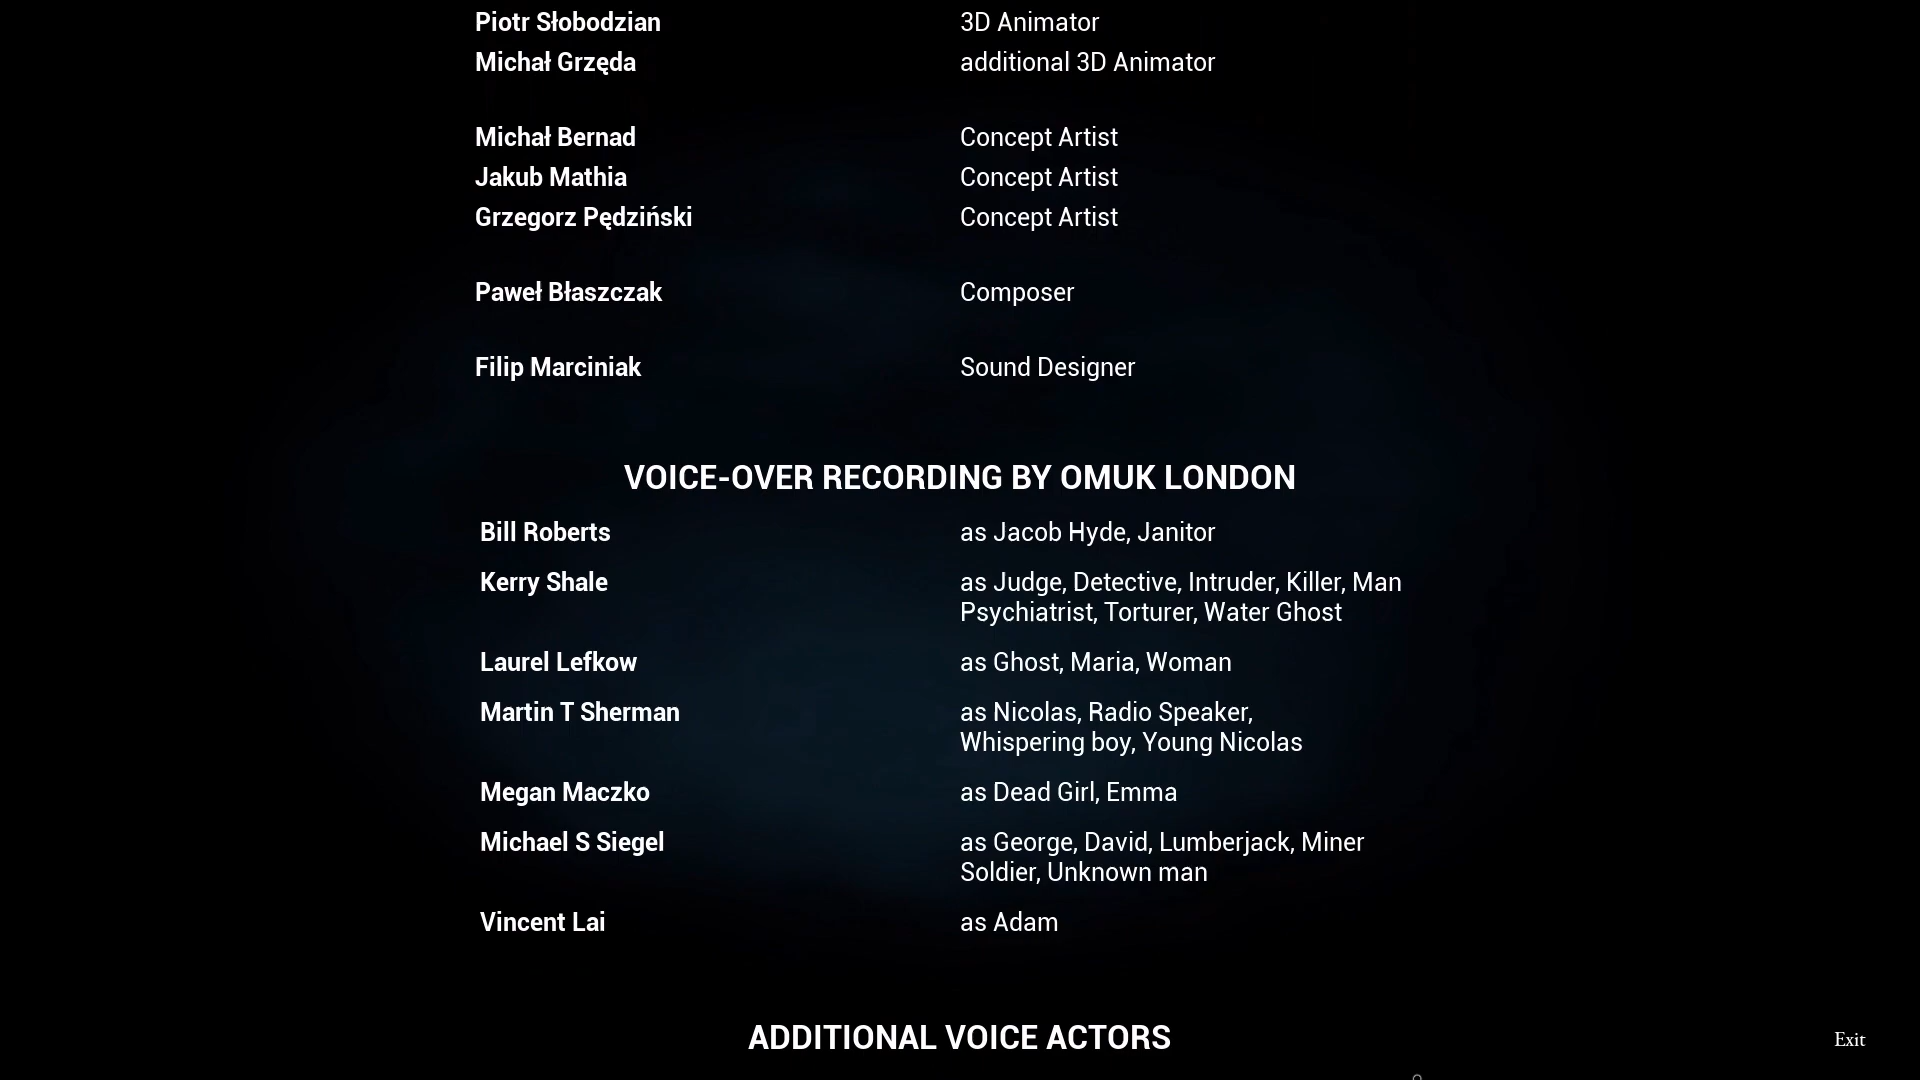 Piotr Słobodzian 3D Animator
Michał Grzęda additional 3D Animator
Michał Bernad Concept Artist
Jakub Mathia Concept Artist
Grzegorz Pędziński Concept Artist
Paweł Błaszczak Composer
Filip Marciniak Sound Designer
VOICE-OVER RECORDING BY OMUK LONDON
Bill Roberts as Jacob Hyde, Janitor
Kerry Shale as Judge, Detective, Intruder, Killer, Man
Psychiatrist, Torturer, Water Ghost
Laurel Lefkow as Ghost, Maria, Woman
Martin T Sherman as Nicolas, Radio Speaker,
Whispering boy, Young Nicolas
Megan Maczko as Dead Girl, Emma
Michael S Siegel as George, David, Lumberjack, Miner
Soldier, Unknown man
Vincent Lai as Adam
ADDITIONAL VOICE ACTORS
Exit